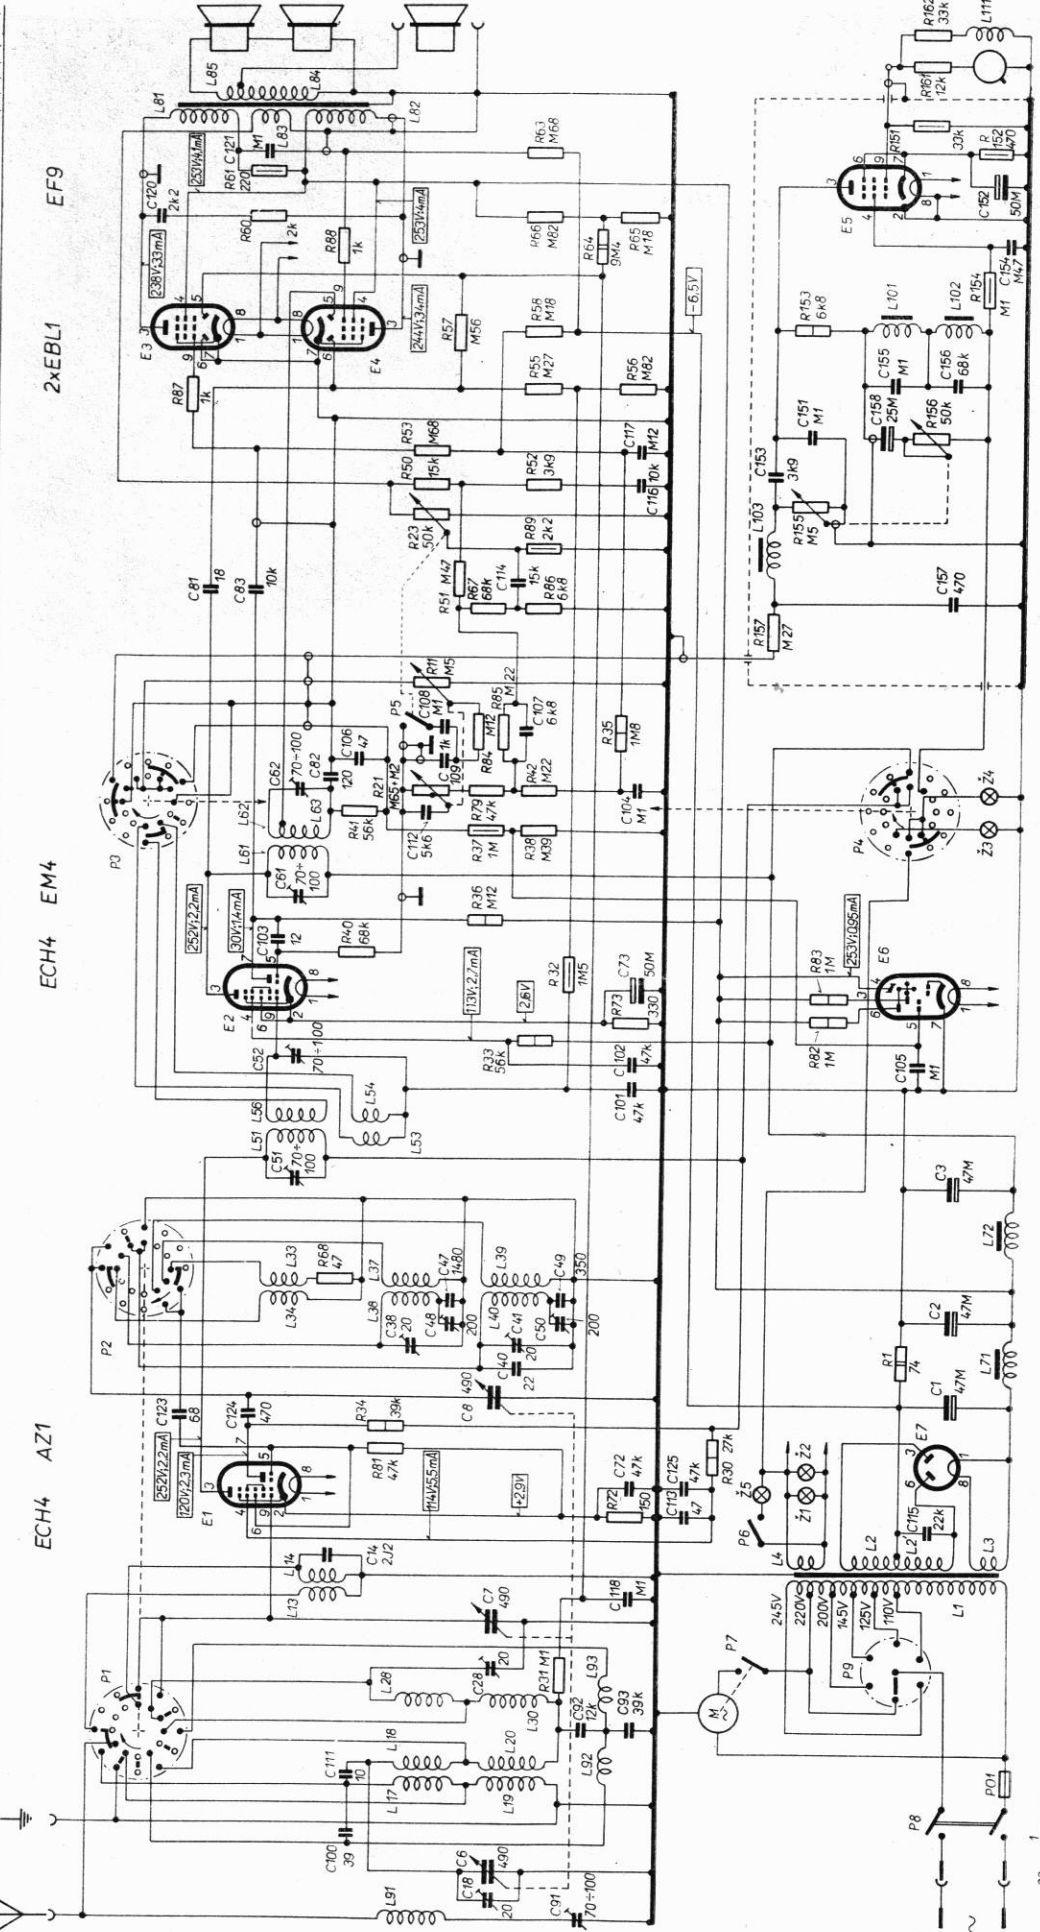 ECH4 AZ1
ECH4 EM4
2xEBL1 EF9
P1
P2
P3
L91
C91
70÷100
C18
20
C6
490
C100
39
C111
10
L17
L18
L19
L20
L92
C92
12k
C93
39k
L93
L28
C28
20
L30
R31 M1
C7
490
C118
M1
L13
L14
C14
2J2
E1
252V;2,2mA
120V;2,3mA
114V;5,5mA
+2,9V
C123
68
C124
470
R34
39k
R81
47k
R72
150
C72
47k
C113
47
C125
47k
R30 27k
C8
490
L34
L33
R68
47
L38
L37
C38
20
C48
200
C47
1480
L40
L39
C40
22
C41
20
C50
200
C49
350
L51
L56
C51
70÷100
L53
L54
C52
70÷100
E2
252V;2,2mA
30V;1,4mA
113V;2,7mA
2,6V
C103
12
R40
68k
R36
M12
R33
56k
R32
1M5
C101
47k
C102
47k
R73
330
C73
50M
L61
L62
L63
C61
70÷100
C62
70÷100
C82
120
C106
47
R41
56k
R21
M65+M2
C112
5k6
R37
1M
R38
M39
R79
47k
R42
M22
C104
M1
P5
C108
M1
C109
1k
R11
M5
R84
M12
R85
M22
C107
6k8
R35
1M8
C81
18
C83
10k
R23
50k
R51 M47
R67
68k
C114
15k
R86
6k8
R89
2k2
R50
15k
R53
M68
R52
3k9
C116
10k
C117
M12
R55
M27
R56
M82
R57
M56
R58
M18
R87
1k
E3
E4
238V;33mA
253V;4,1mA
244V;34mA
253V;4mA
C120
2k2
R60
2k
R61
220
C121
M1
R88
1k
L81
L82
L83
L84
L85
R63
M68
R66
M82
R64
9M4
R65
M18
-6,5V
P8
PO1
P9
P7
M
~
245V
220V
200V
145V
125V
110V
L1
L2
L2'
L3
L4
C115
22k
P6
Ž5
Ž1
Ž2
E7
R1
74
C1
47M
L71
C2
47M
L72
C3
47M
C105
M1
R82
1M
R83
1M
253V;0,95mA
E6
P4
Ž3
Ž4
R157
M27
L103
C157
470
R155
M5
C153
3k9
C151
M1
C158
25M
R156
50k
C155
M1
C156
68k
R153
6k8
L101
L102
R154
M1
C154
M47
E5
C152
50M
R152
470
R151
33k
R161
12k
R162
33k
L111